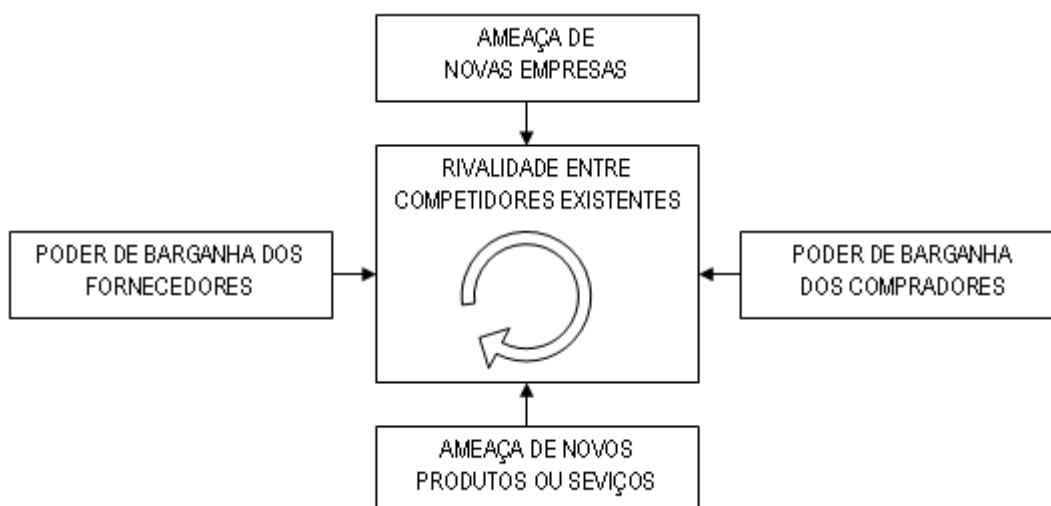 AMEAÇA DE
NOVAS EMPRESAS
RIVALIDADE ENTRE
COMPETIDORES EXISTENTES
PODER DE BARGANHA DOS
FORNECEDORES
PODER DE BARGANHA
DOS COMPRADORES
AMEAÇA DE NOVOS
PRODUTOS OU SEVIÇOS